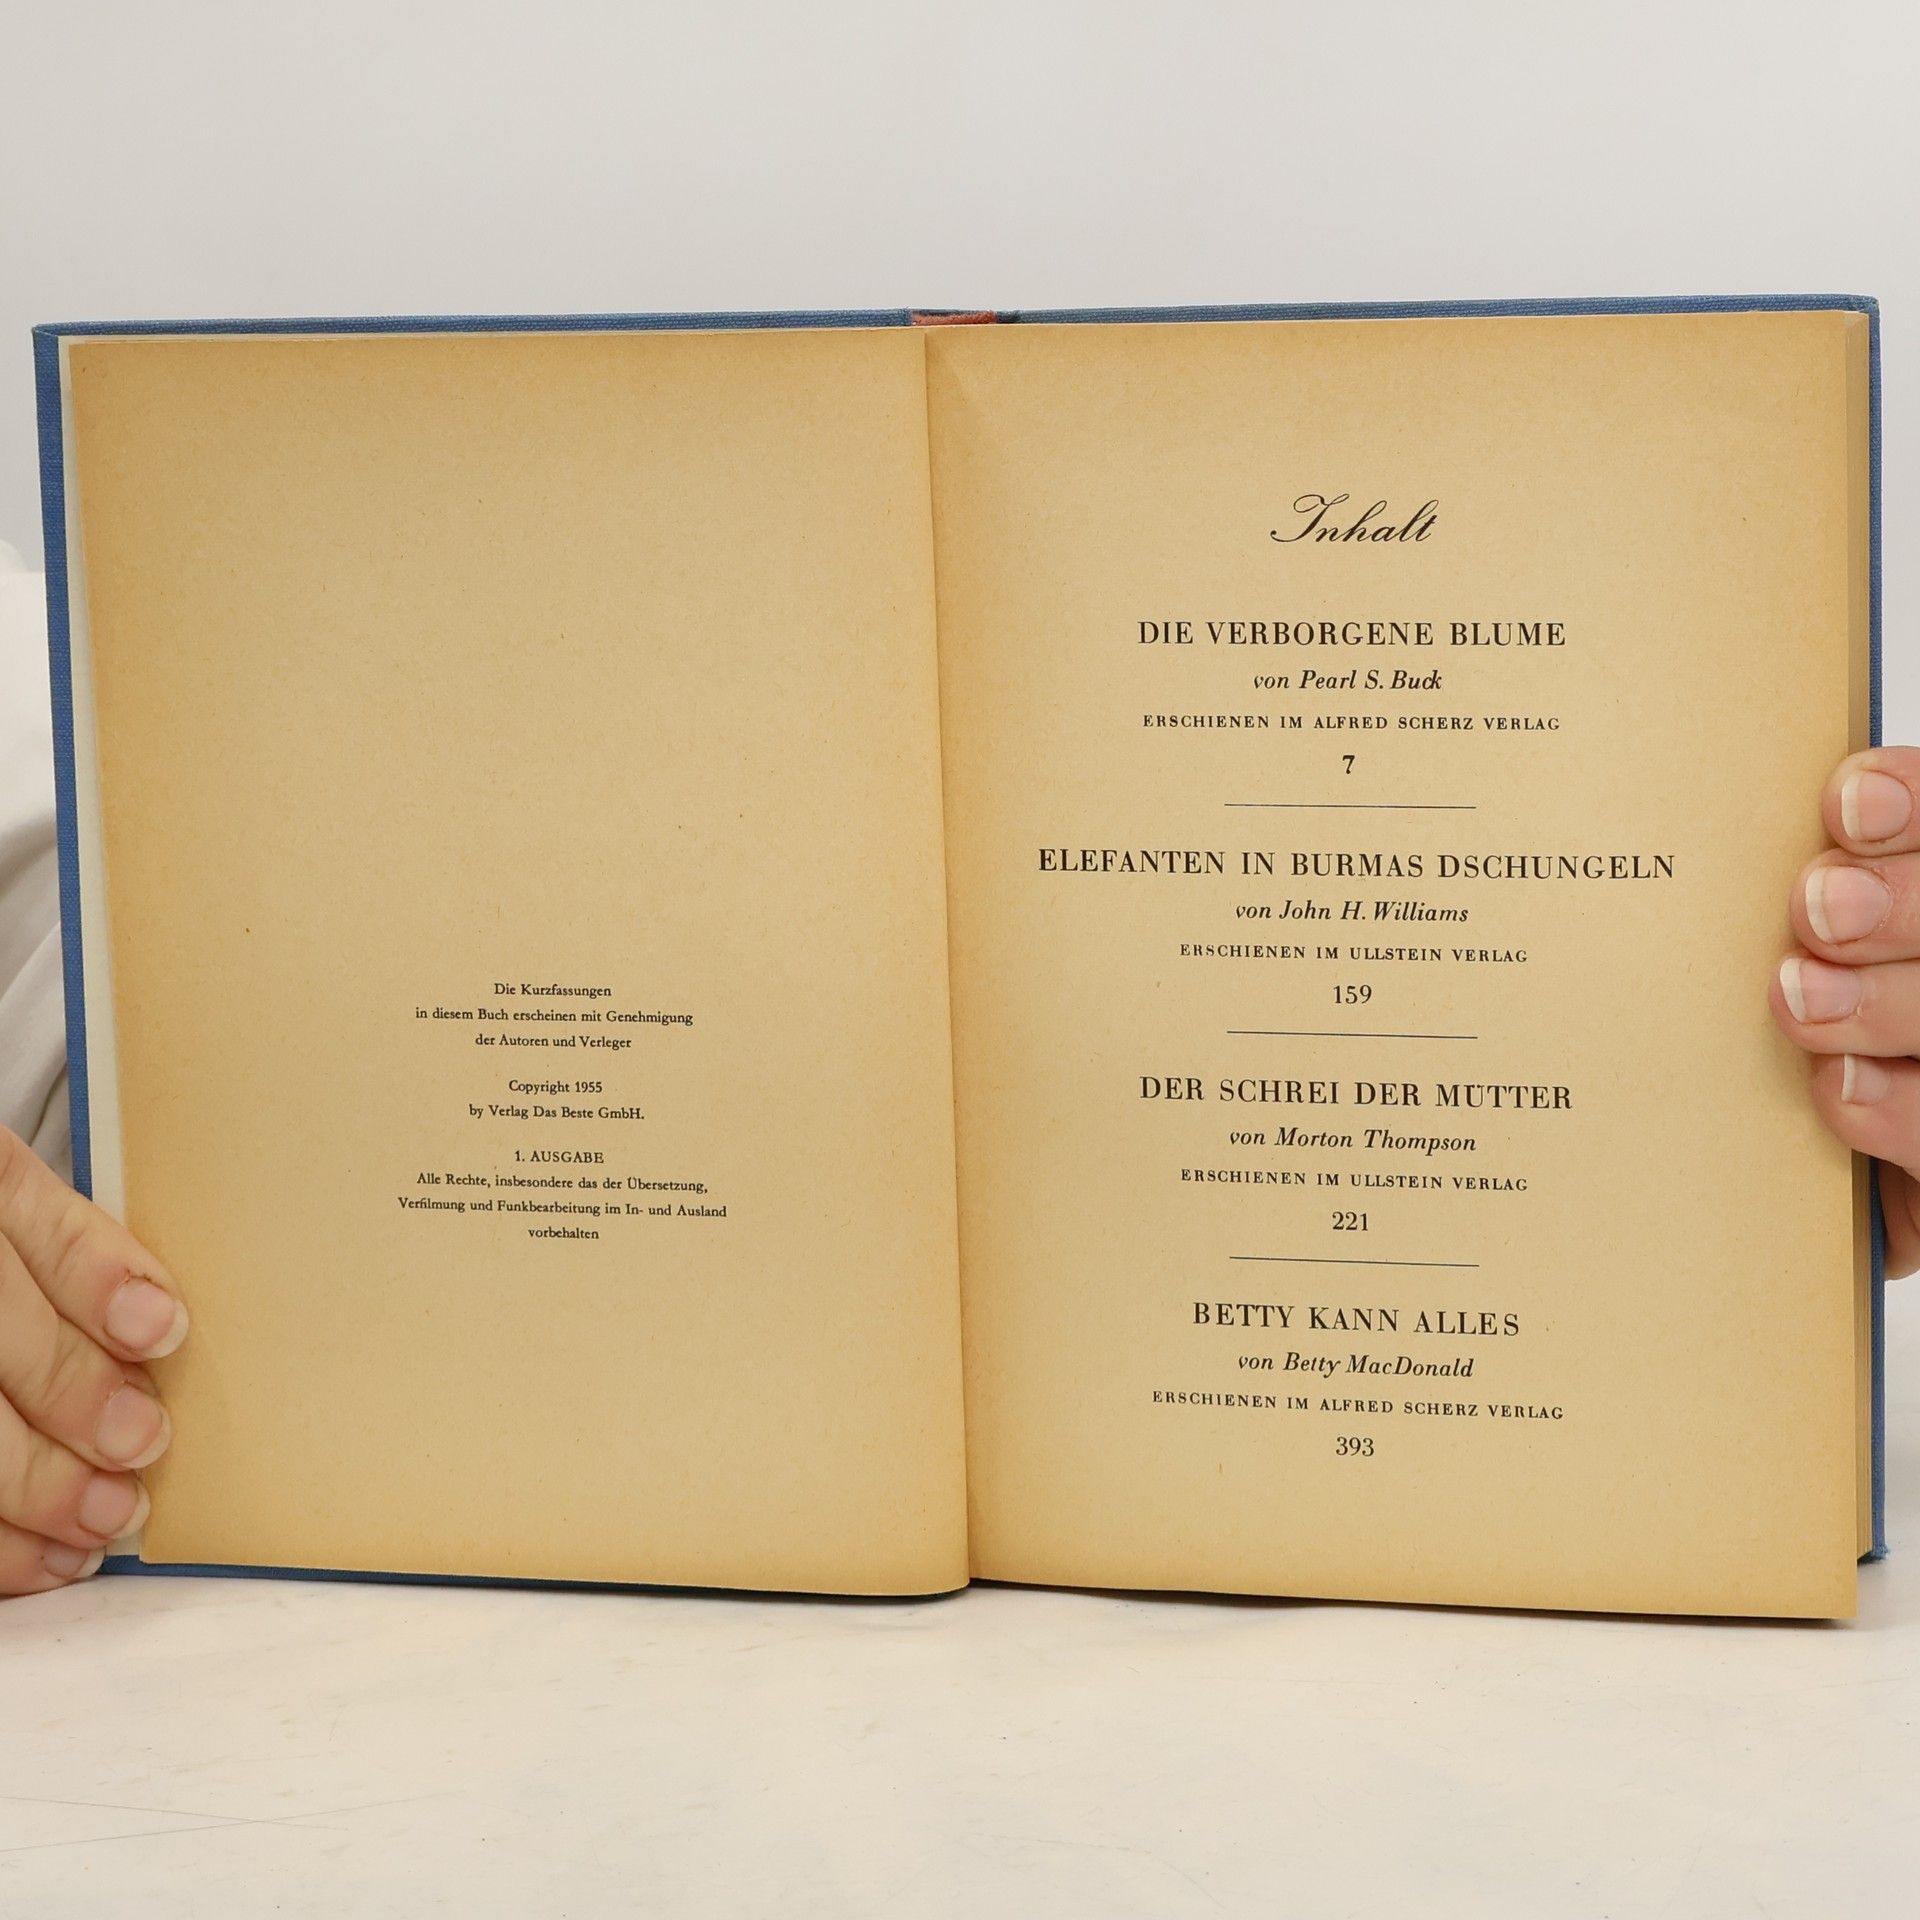 Die Kurzfassungen
in diesem Buch erscheinen mit Genehmigung
der Autoren und Verleger
Copyright 1955
by Verlag Das Beste GmbH.
1. AUSGABE
Alle Rechte, insbesondere das der Übersetzung,
Verfilmung und Funkbearbeitung im In- und Ausland
vorbehalten
Inhalt
DIE VERBORGENE BLUME
von Pearl S. Buck
ERSCHIENEN IM ALFRED SCHERZ VERLAG
7
ELEFANTEN IN BURMAS DSCHUNGELN
von John H. Williams
ERSCHIENEN IM ULLSTEIN VERLAG
159
DER SCHREI DER MÜTTER
von Morton Thompson
ERSCHIENEN IM ULLSTEIN VERLAG
221
BETTY KANN ALLES
von Betty MacDonald
ERSCHIENEN IM ALFRED SCHERZ VERLAG
393